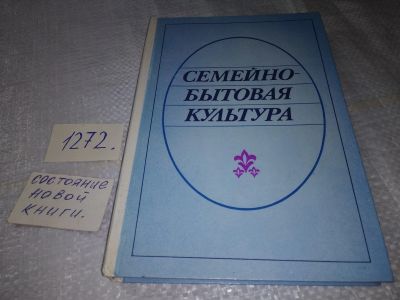 СЕМЕЙНО-
БЫТОВАЯ
КУЛЬТУРА
1272.
состояние
новой
книги.